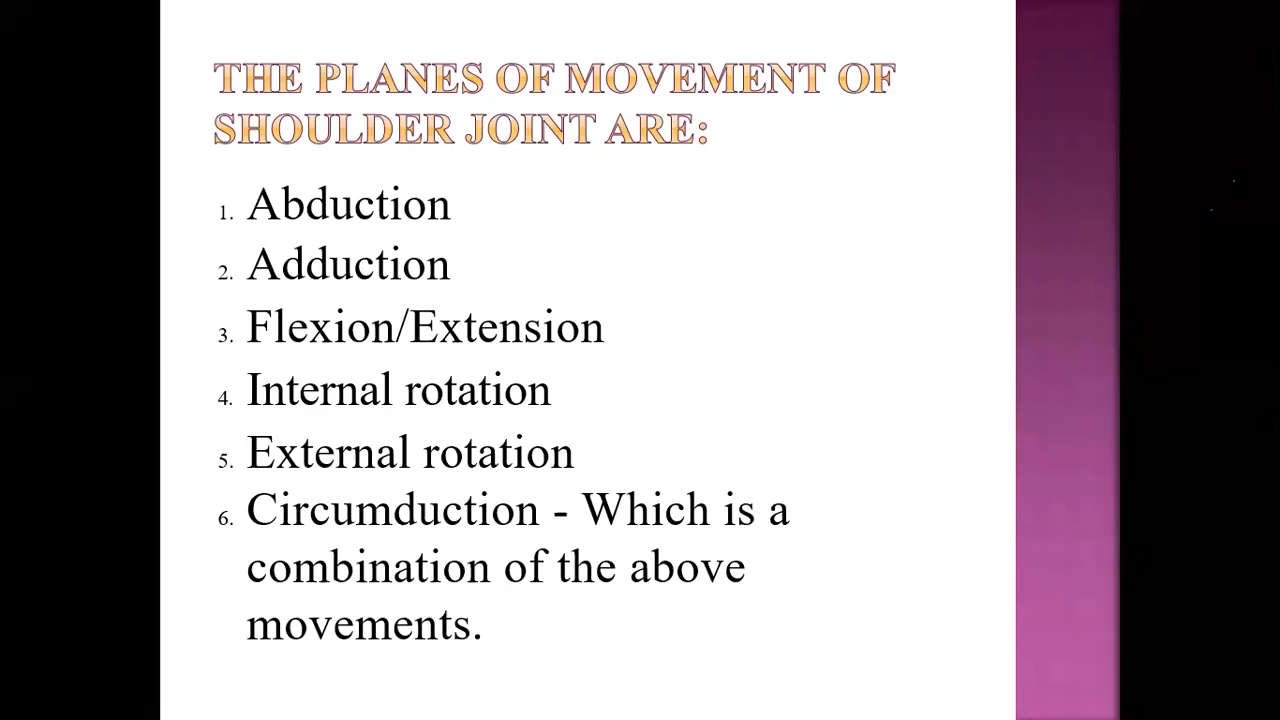 THE PLANES OF MOVEMENT OF
SHOULDER JOINT ARE:
1. Abduction
2. Adduction
3. Flexion/Extension
4. Internal rotation
5. External rotation
6. Circumduction - Which is a
combination of the above
movements.